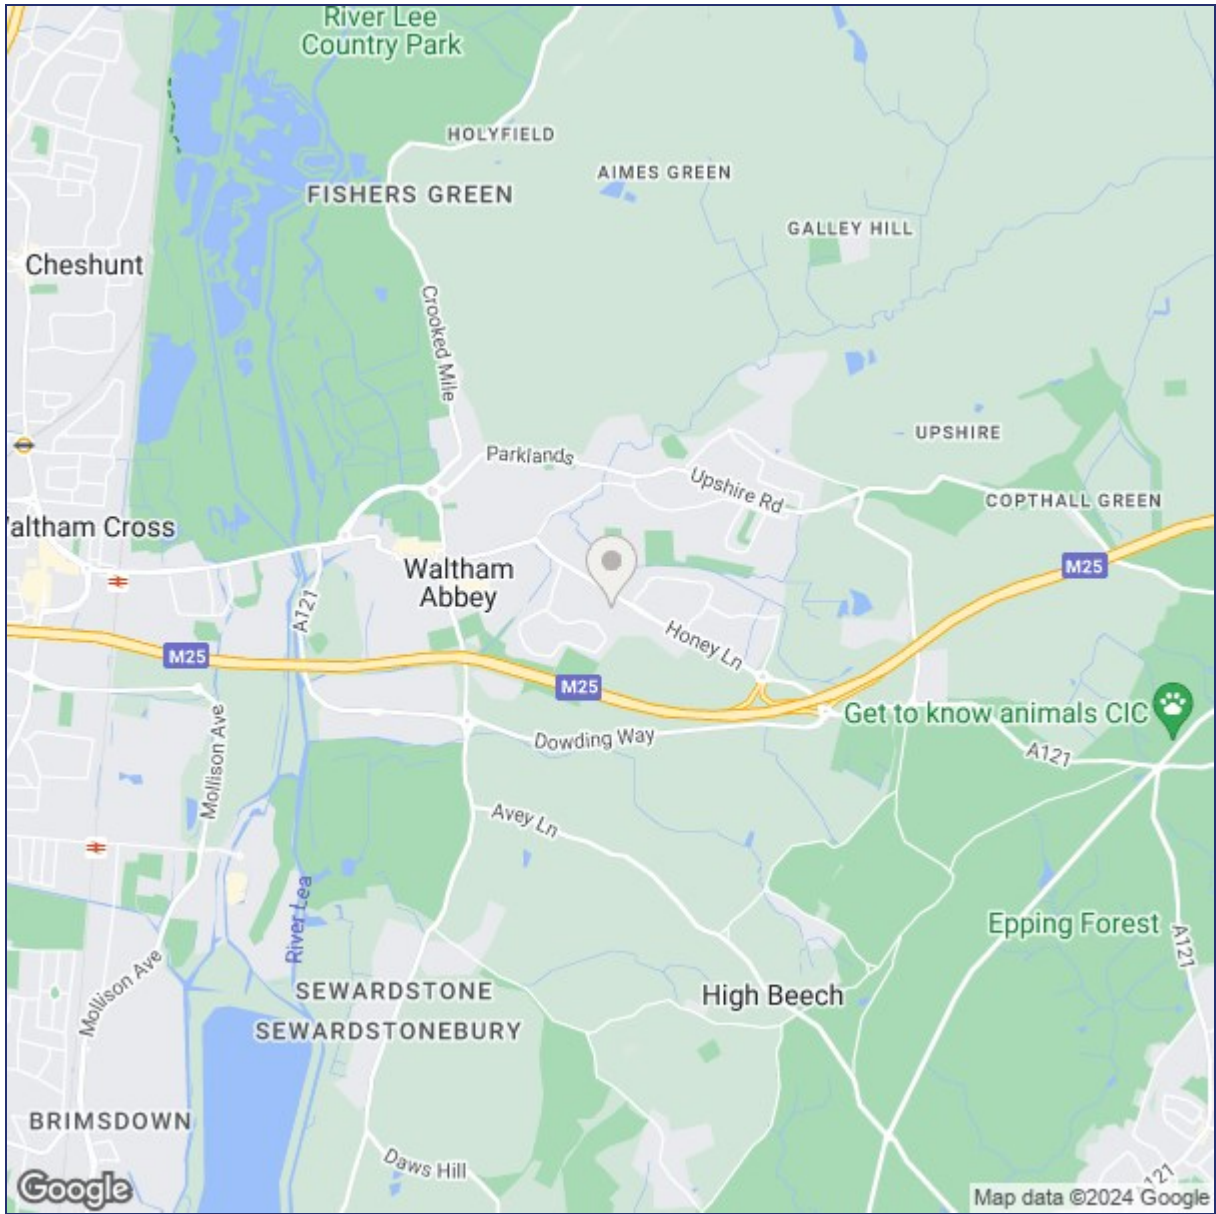 River Lee
Country Park
HOLYFIELD
AIMES GREEN
FISHERS GREEN
GALLEY HILL
Cheshunt
Crooked Mile
UPSHIRE
Parklands
Upshire Rd
COPTHALL GREEN
altham Cross
Waltham
Abbey
M25
A121
Honey Ln
M25
M25
Get to know animals CIC
Mollison Ave
Dowding Way
A121
Avey Ln
River Lea
Epping Forest
A121
Mollison Ave
SEWARDSTONE
High Beech
SEWARDSTONEBURY
BRIMSDOWN
Daws Hill
Google
Map data ©2024 Google